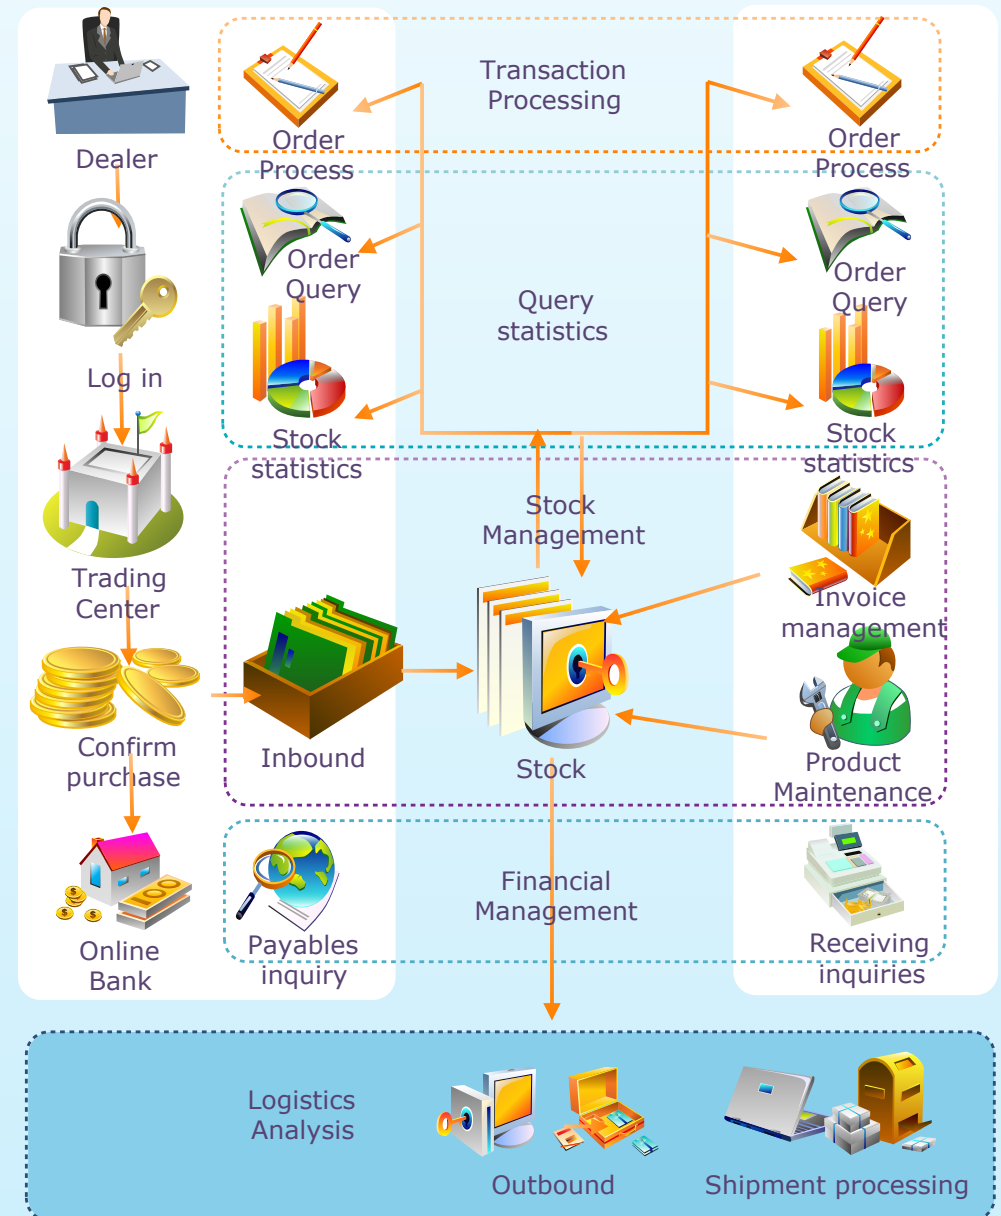 Transaction
Processing
Order
Process
Order
Process
Dealer
Order
Query
Query
statistics
Order
Query
Log in
Stock
statistics
Stock
statistics
Stock
Management
Trading
Center
Invoice
management
Confirm
purchase
Inbound
Stock
Product
Maintenance
100
$
$
$
Financial
Management
Online
Bank
Payables
inquiry
Receiving
inquiries
Logistics
Analysis
Outbound
Shipment processing